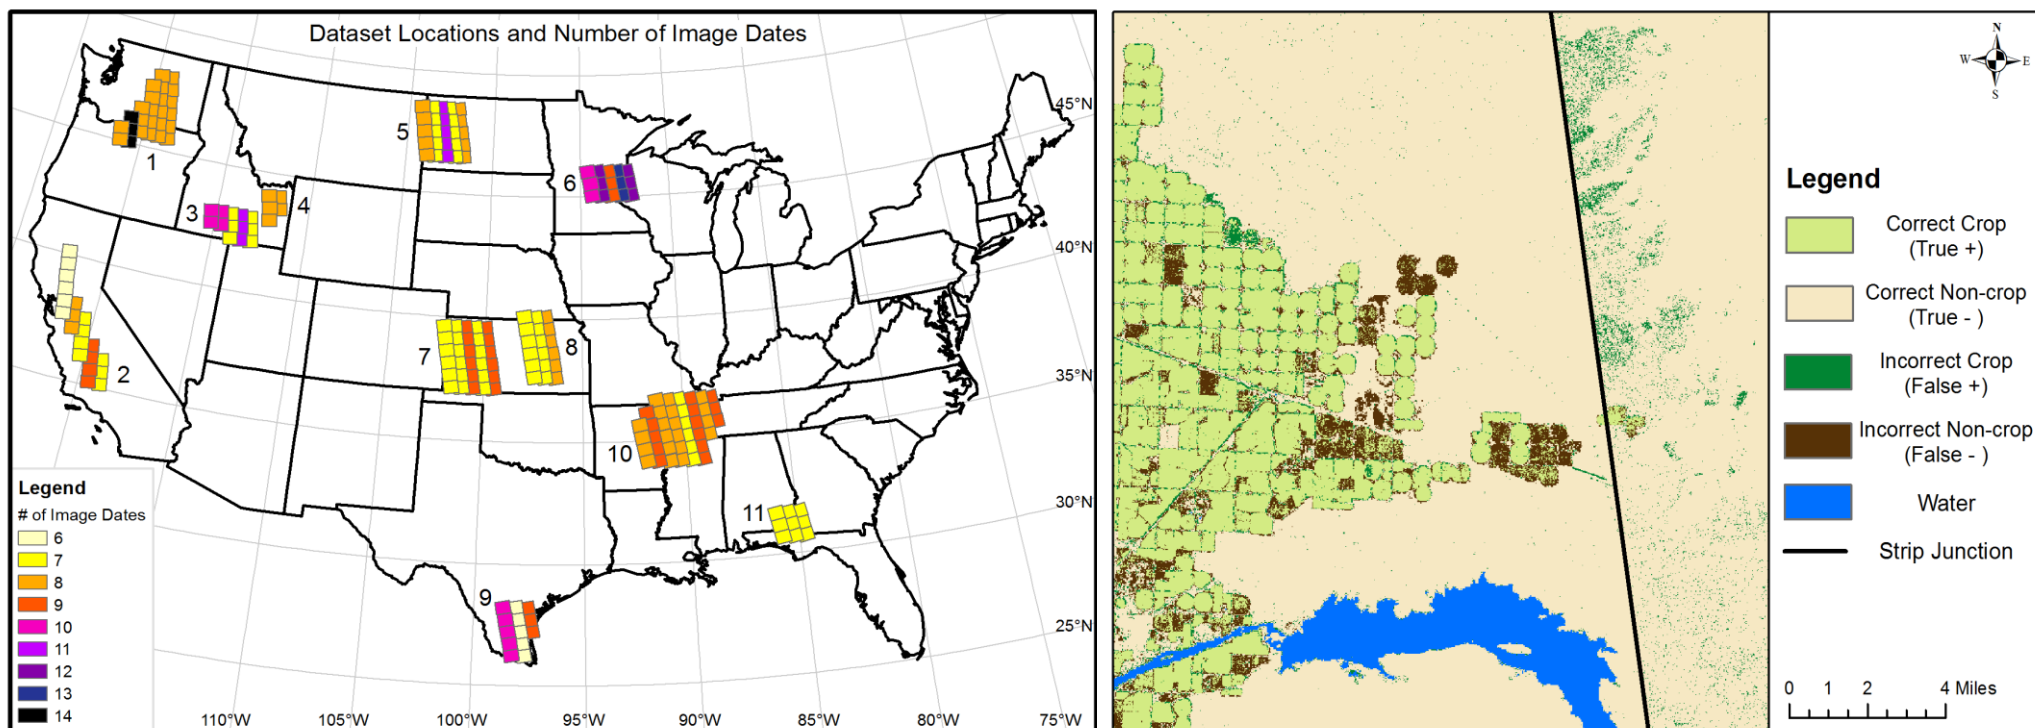 Dataset Locations and Number of Image Dates
45°N
40°N
35°N
30°N
25°N
110°W
100°W
95°W
90°W
80°W
75°W
1
2
3
4
5
6
7
8
9
10
11
Legend
# of Image Dates
6
7
8
9
10
11
12
13
14
N
W
E
S
Legend
Correct Crop
(True +)
Correct Non-crop
(True - )
Incorrect Crop
(False +)
Incorrect Non-crop
(False - )
Water
Strip Junction
0 1 2 4 Miles